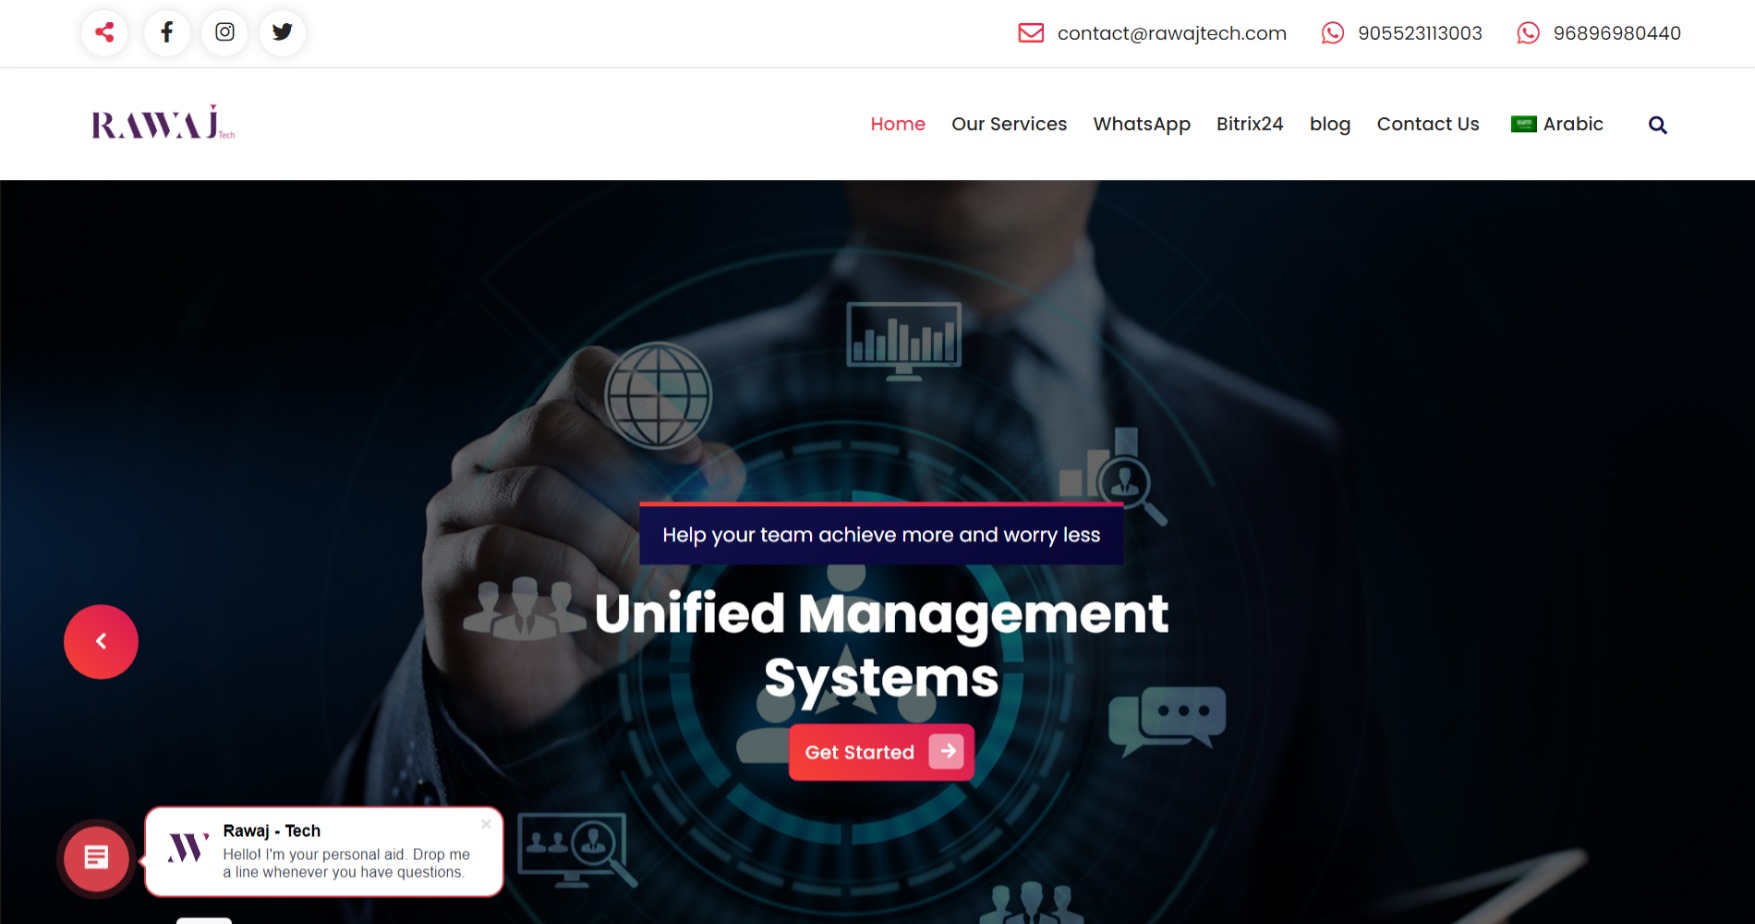 contact@rawajtech.com 905523113003 96896980440
RAWAJ Tech
Home Our Services WhatsApp Bitrix24 blog Contact Us Arabic
Help your team achieve more and worry less
Unified Management
Systems
Get Started
Rawaj - Tech
Hello! I'm your personal aid. Drop me
a line whenever you have questions.